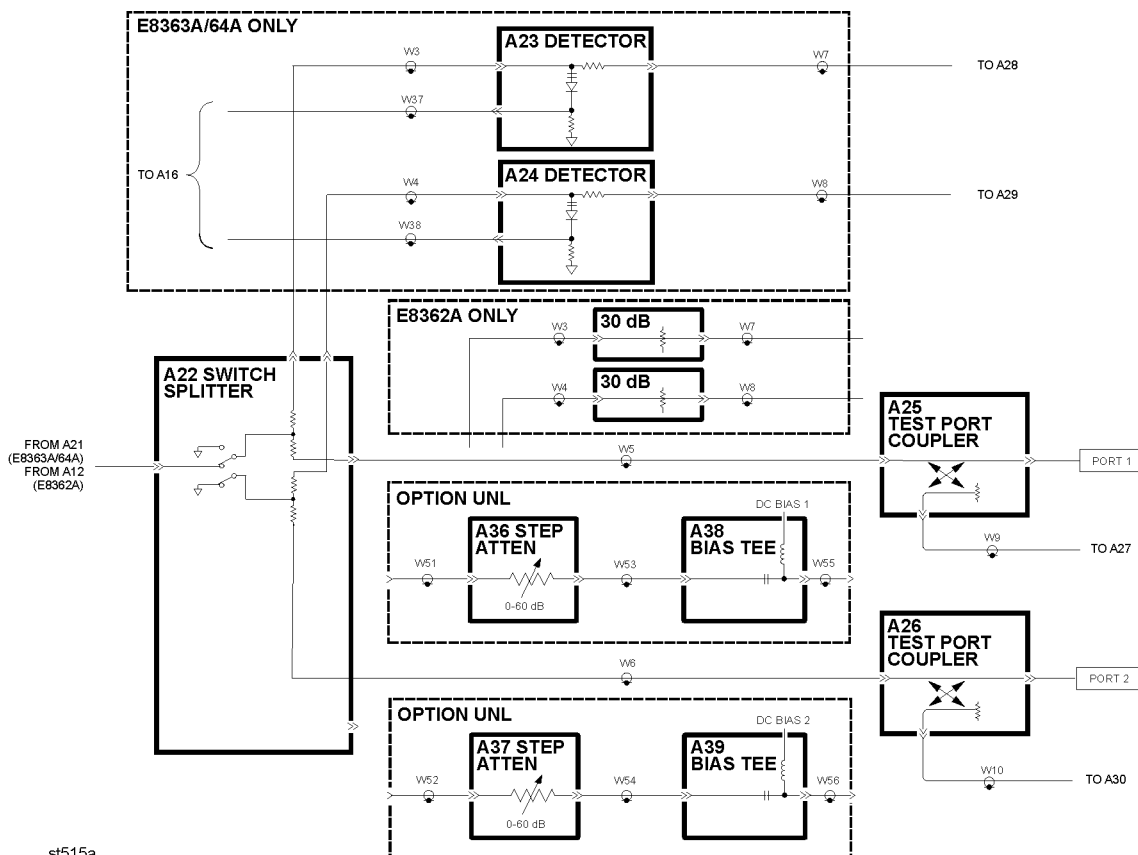 E8363A/64A ONLY
A23 DETECTOR
W3
W7
TO A28
W37
TO A16
A24 DETECTOR
W4
W8
TO A29
W38
E8362A ONLY
W3
30 dB
W7
W4
30 dB
W8
A22 SWITCH
SPLITTER
FROM A21
(E8363A/64A)
FROM A12
(E8362A)
W5
A25
TEST PORT
COUPLER
PORT 1
W9
TO A27
OPTION UNL
A36 STEP
ATTEN
W51
0-60 dB
W53
A38
BIAS TEE
DC BIAS 1
W55
W6
A26
TEST PORT
COUPLER
PORT 2
W10
TO A30
OPTION UNL
A37 STEP
ATTEN
W52
0-60 dB
W54
A39
BIAS TEE
DC BIAS 2
W56
st515a